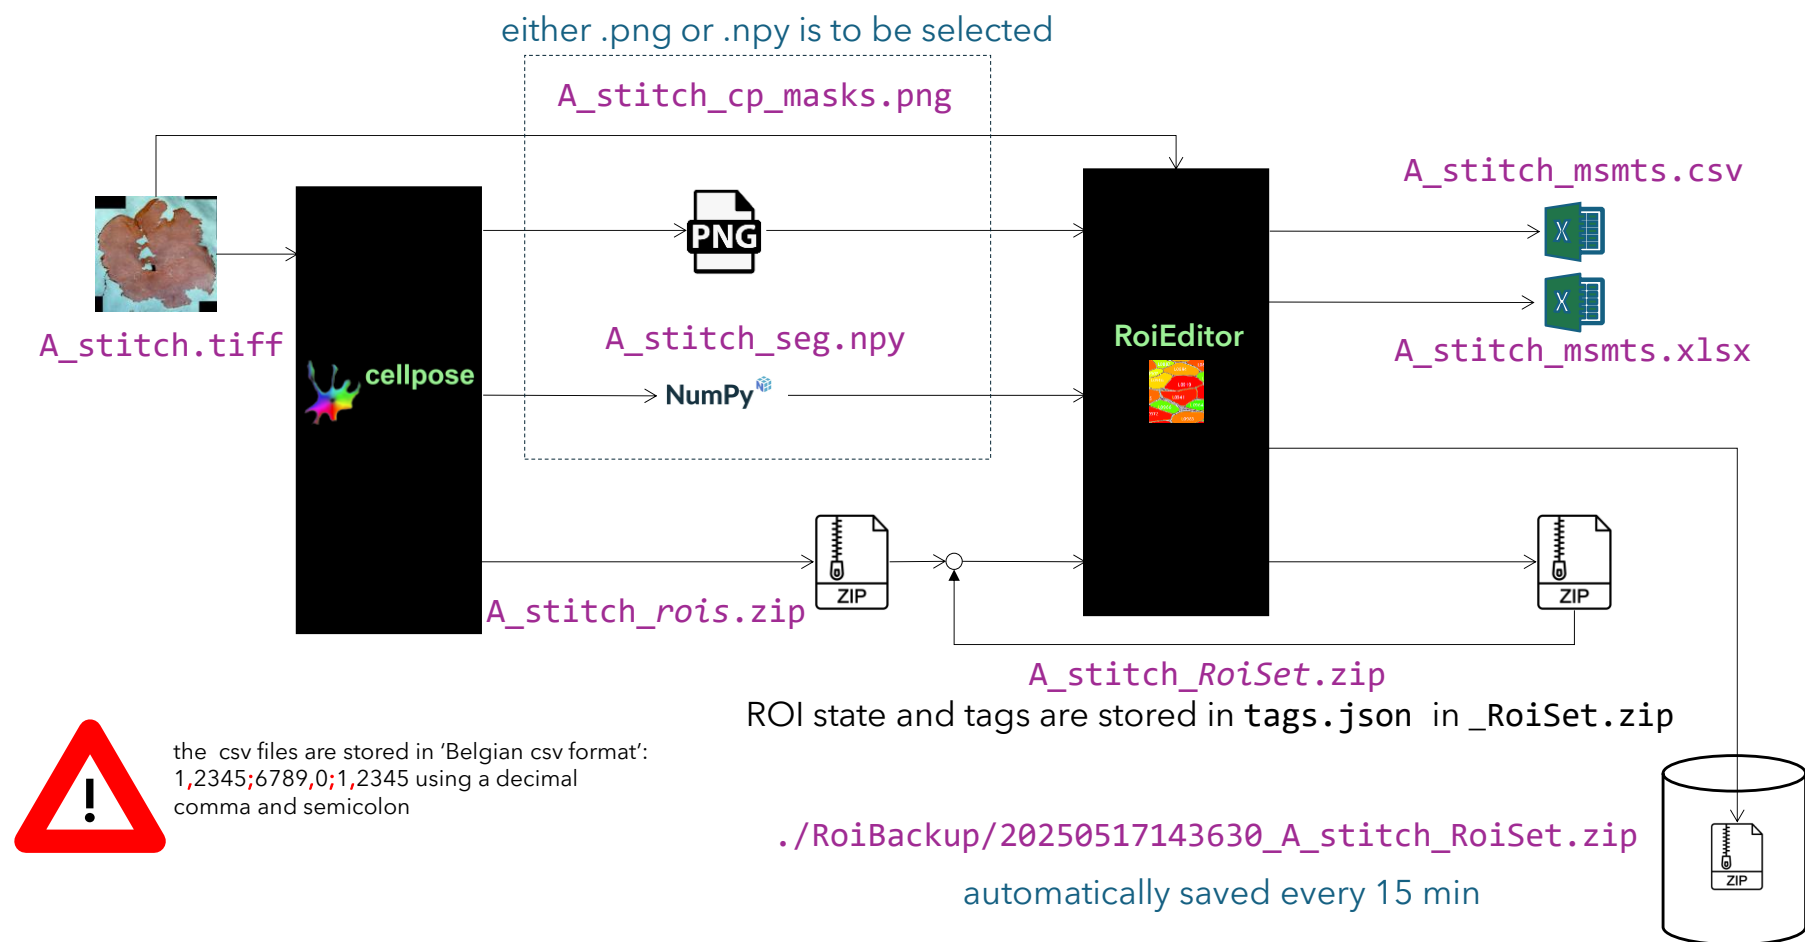 either .png or .npy is to be selected
A_stitch_cp_masks.png
A_stitch_msmts.csv
PNG
X
X
A_stitch.tiff
A_stitch_seg.npy
RoiEditor
A_stitch_msmts.xlsx
cellpose
NumPy
ZIP
ZIP
A_stitch_rois.zip
A_stitch_RoiSet.zip
ROI state and tags are stored in tags.json in _RoiSet.zip
!
the csv files are stored in ‘Belgian csv format’:
1,2345;6789,0;1,2345 using a decimal
comma and semicolon
./RoiBackup/20250517143630_A_stitch_RoiSet.zip
ZIP
automatically saved every 15 min